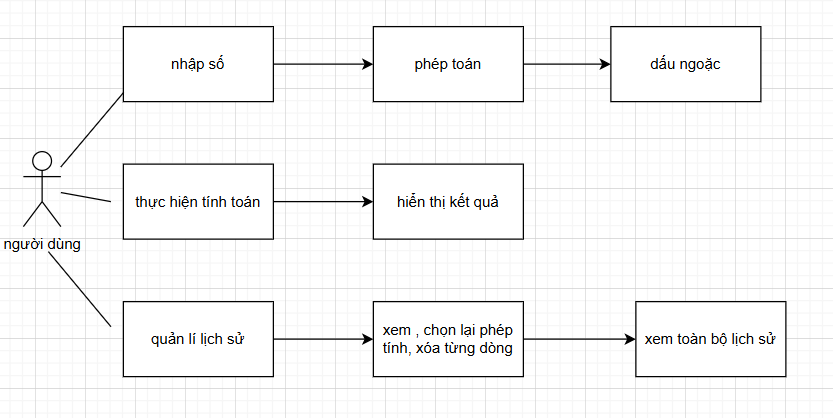 nhập số
phép toán
dấu ngoặc
thực hiện tính toán
hiển thị kết quả
người dùng
quản lí lịch sử
xem , chọn lại phép
tính, xóa từng dòng
xem toàn bộ lịch sử